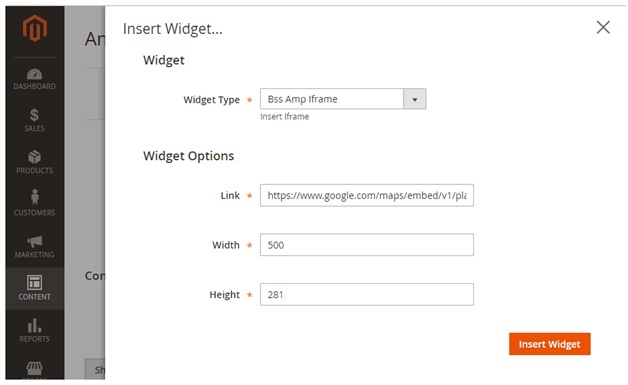 Insert Widget...
Widget
Widget Type * Bss Amp Iframe
Insert Iframe
Widget Options
Link * https://www.google.com/maps/embed/v1/pla
Width * 500
Height * 281
Insert Widget
DASHBOARD
$
SALES
PRODUCTS
CUSTOMERS
MARKETING
CONTENT
REPORTS
An
Con
Sh